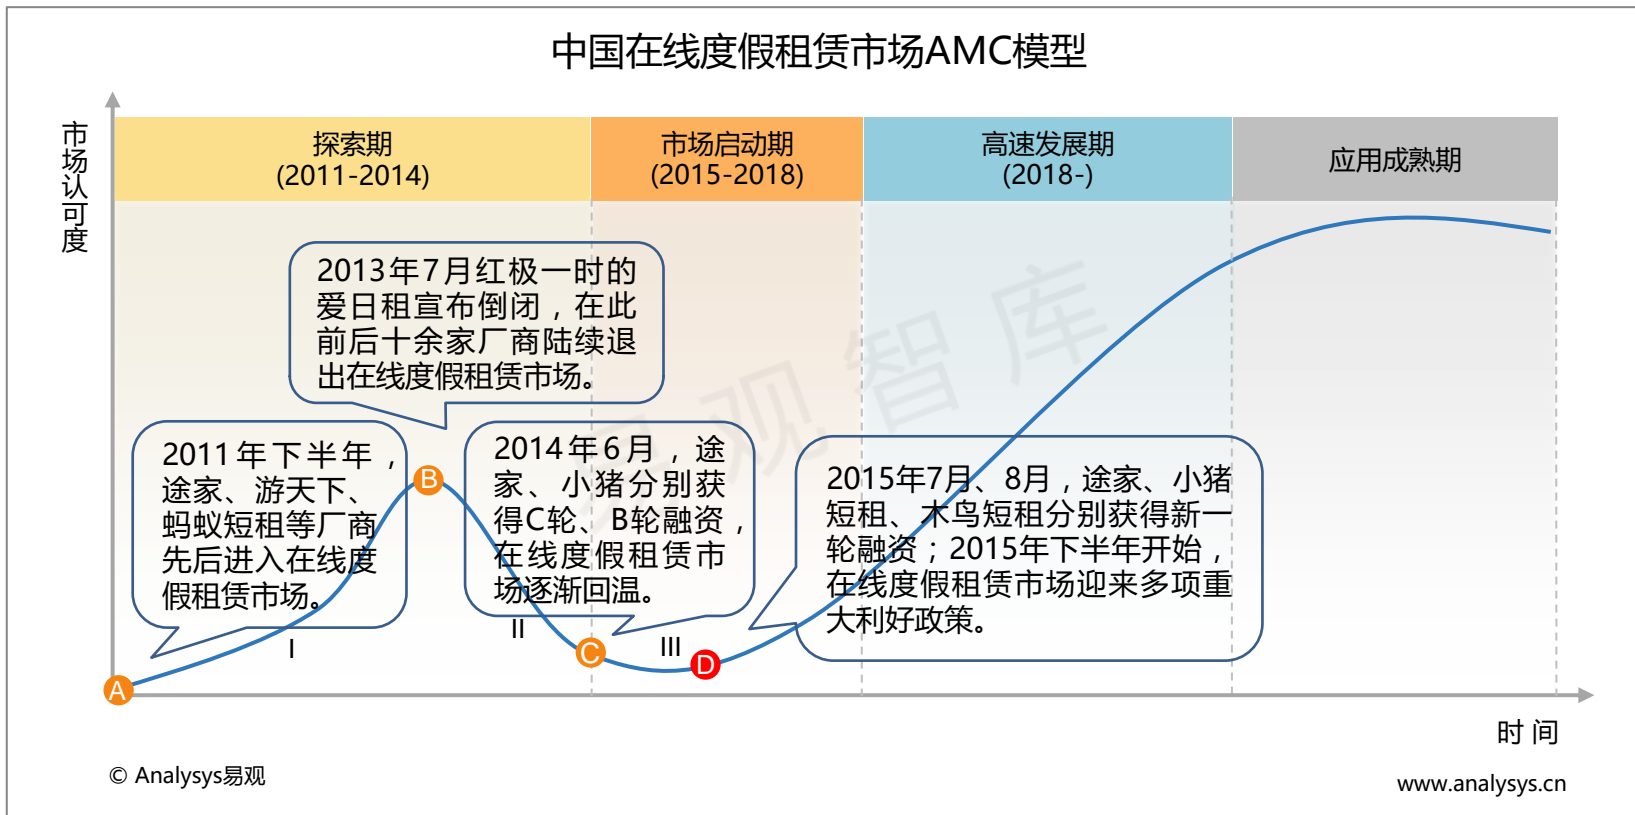 中国在线度假租赁市场AMC模型
市场认可度
探索期
(2011-2014)
市场启动期
(2015-2018)
高速发展期
(2018-)
应用成熟期
2013年7月红极一时的
爱日租宣布倒闭，在此
前后十余家厂商陆续退
出在线度假租赁市场。
2011年下半年，
途家、游天下、
蚂蚁短租等厂商
先后进入在线度
假租赁市场。
2014年6月，途
家、小猪分别获
得C轮、B轮融资，
在线度假租赁市
场逐渐回温。
2015年7月、8月，途家、小猪
短租、木鸟短租分别获得新一
轮融资；2015年下半年开始，
在线度假租赁市场迎来多项重
大利好政策。
A
I
B
II
C
III
D
易观智库
时间
© Analysys易观
www.analysys.cn